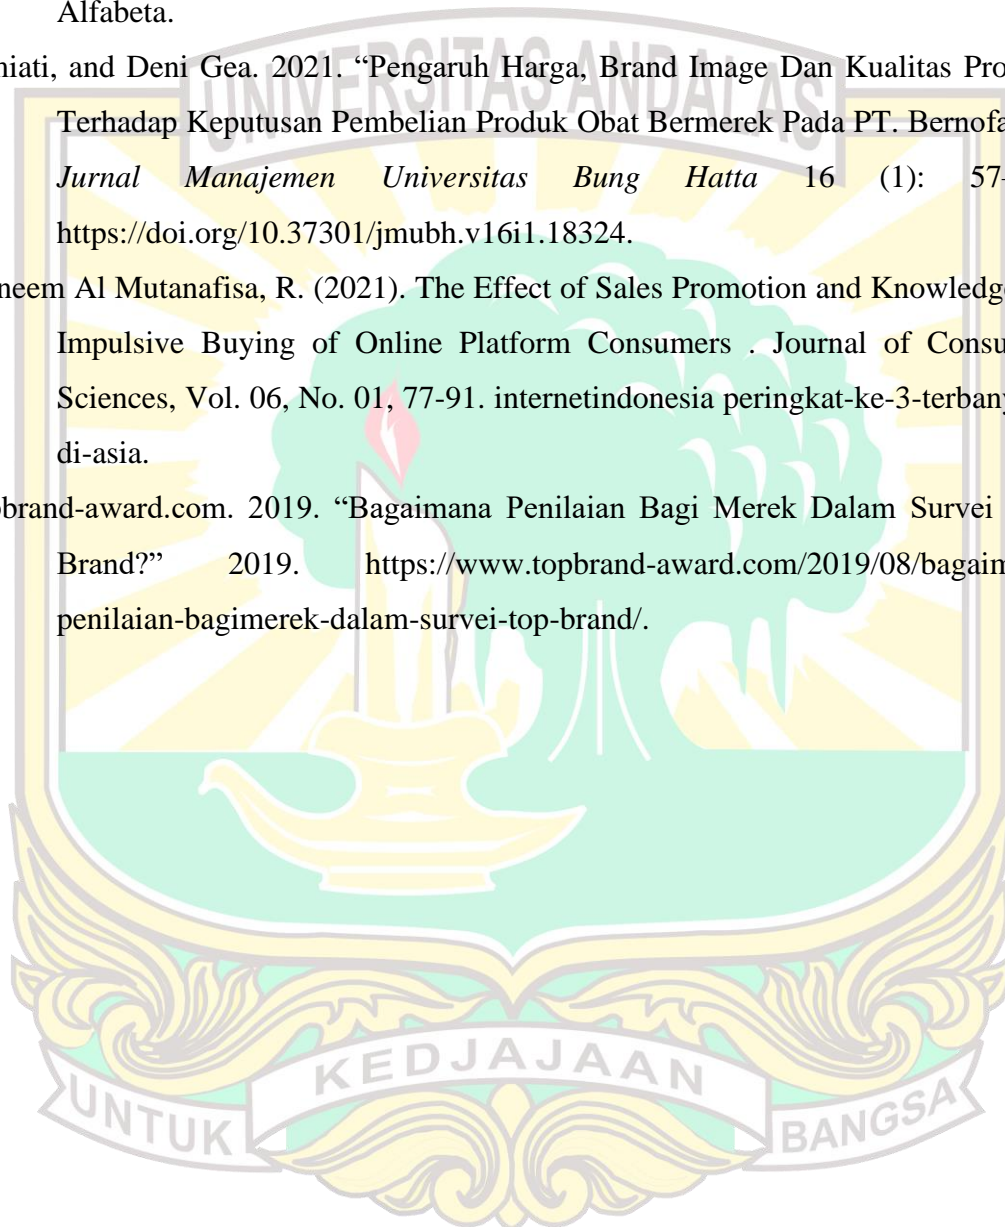 Alfabeta.
UNIVERSITAS ANDALAS
niati, and Deni Gea. 2021. “Pengaruh Harga, Brand Image Dan Kualitas Pro
Terhadap Keputusan Pembelian Produk Obat Bermerek Pada PT. Bernofa
Jurnal Manajemen Universitas Bung Hatta 16 (1): 57-
https://doi.org/10.37301/jmubh.v16i1.18324.
neem Al Mutanafisa, R. (2021). The Effect of Sales Promotion and Knowledge
Impulsive Buying of Online Platform Consumers . Journal of Consu
Sciences, Vol. 06, No. 01, 77-91. internetindonesia peringkat-ke-3-terbany
di-asia.
brand-award.com. 2019. “Bagaimana Penilaian Bagi Merek Dalam Survei
Brand?” 2019. https://www.topbrand-award.com/2019/08/bagaim
penilaian-bagimerek-dalam-survei-top-brand/.
UNTUK KEDJAJAAN BANGSA